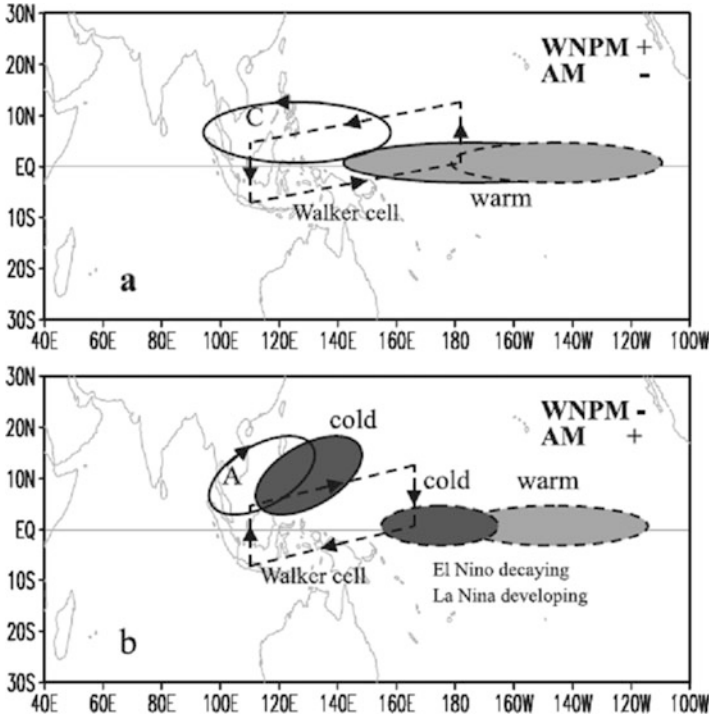 30N
WNPM +
20N
AM -
10N
C
EQ
warm
10S
Walker cell
20S
a
30S
40E 60E 80E 100E 120E 140E 160E 180 160W 140W 120W 100W
30N
cold
WNPM -
20N
AM +
A
cold
warm
10N
EQ
El Nino decaying
10S
Walker cell
La Nina developing
20S
b
30S
40E 60E 80E 100E 120E 140E 160E 180 160W 140W 120W 100W